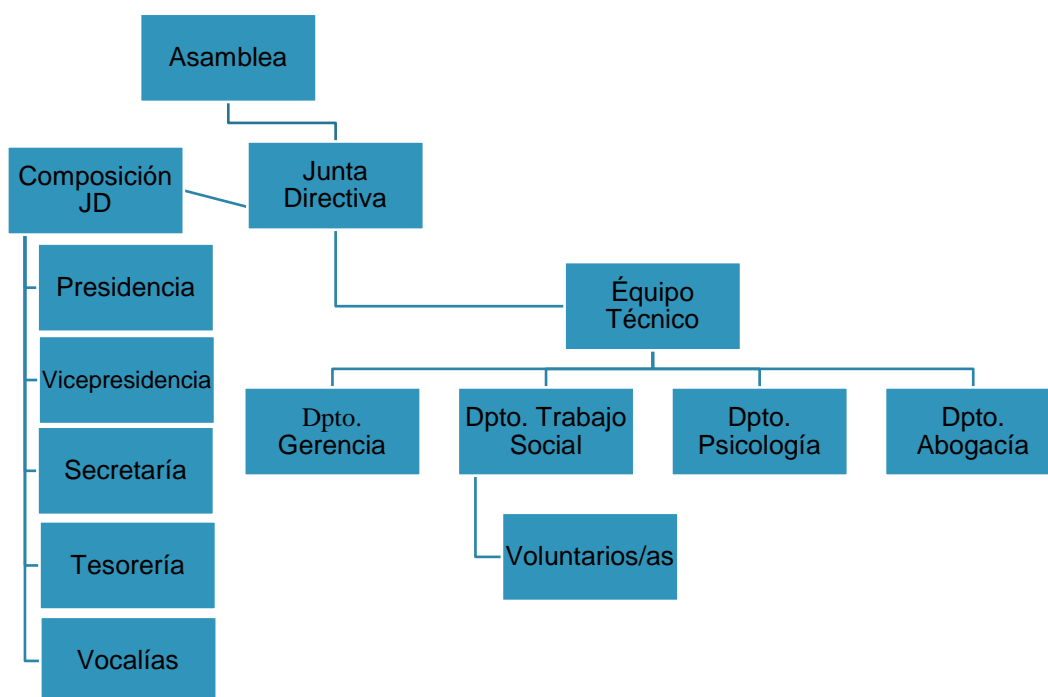 Asamblea
Junta
Directiva
Composición
JD
Presidencia
Vicepresidencia
Secretaría
Tesorería
Vocalías
Équipo
Técnico
Dpto.
Gerencia
Dpto. Trabajo
Social
Dpto.
Psicología
Dpto.
Abogacía
Voluntarios/as